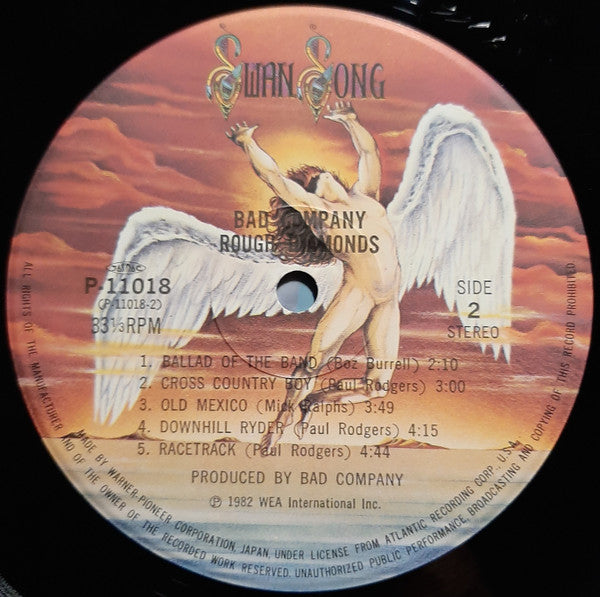 SWAN SONG
BAD COMPANY
ROUGH DIAMONDS
P-11018
(P-11018-2)
33⅓RPM
SIDE
2
STEREO
1. BALLAD OF THE BAND (Boz Burrell) 2:10
2. CROSS COUNTRY BOY (Paul Rodgers) 3:00
3. OLD MEXICO (Mick Ralphs) 3:49
4. DOWNHILL RYDER (Paul Rodgers) 4:15
5. RACETRACK (Paul Rodgers) 4:44
PRODUCED BY BAD COMPANY
Ⓟ 1982 WEA International Inc.
MADE BY WARNER-PIONEER CORPORATION, JAPAN, UNDER LICENSE FROM ATLANTIC RECORDING CORP., U.S.A.
ALL RIGHTS OF THE MANUFACTURER AND OF THE OWNER OF THE RECORDED WORK RESERVED. UNAUTHORIZED PUBLIC PERFORMANCE, BROADCASTING AND COPYING OF THIS RECORD PROHIBITED.